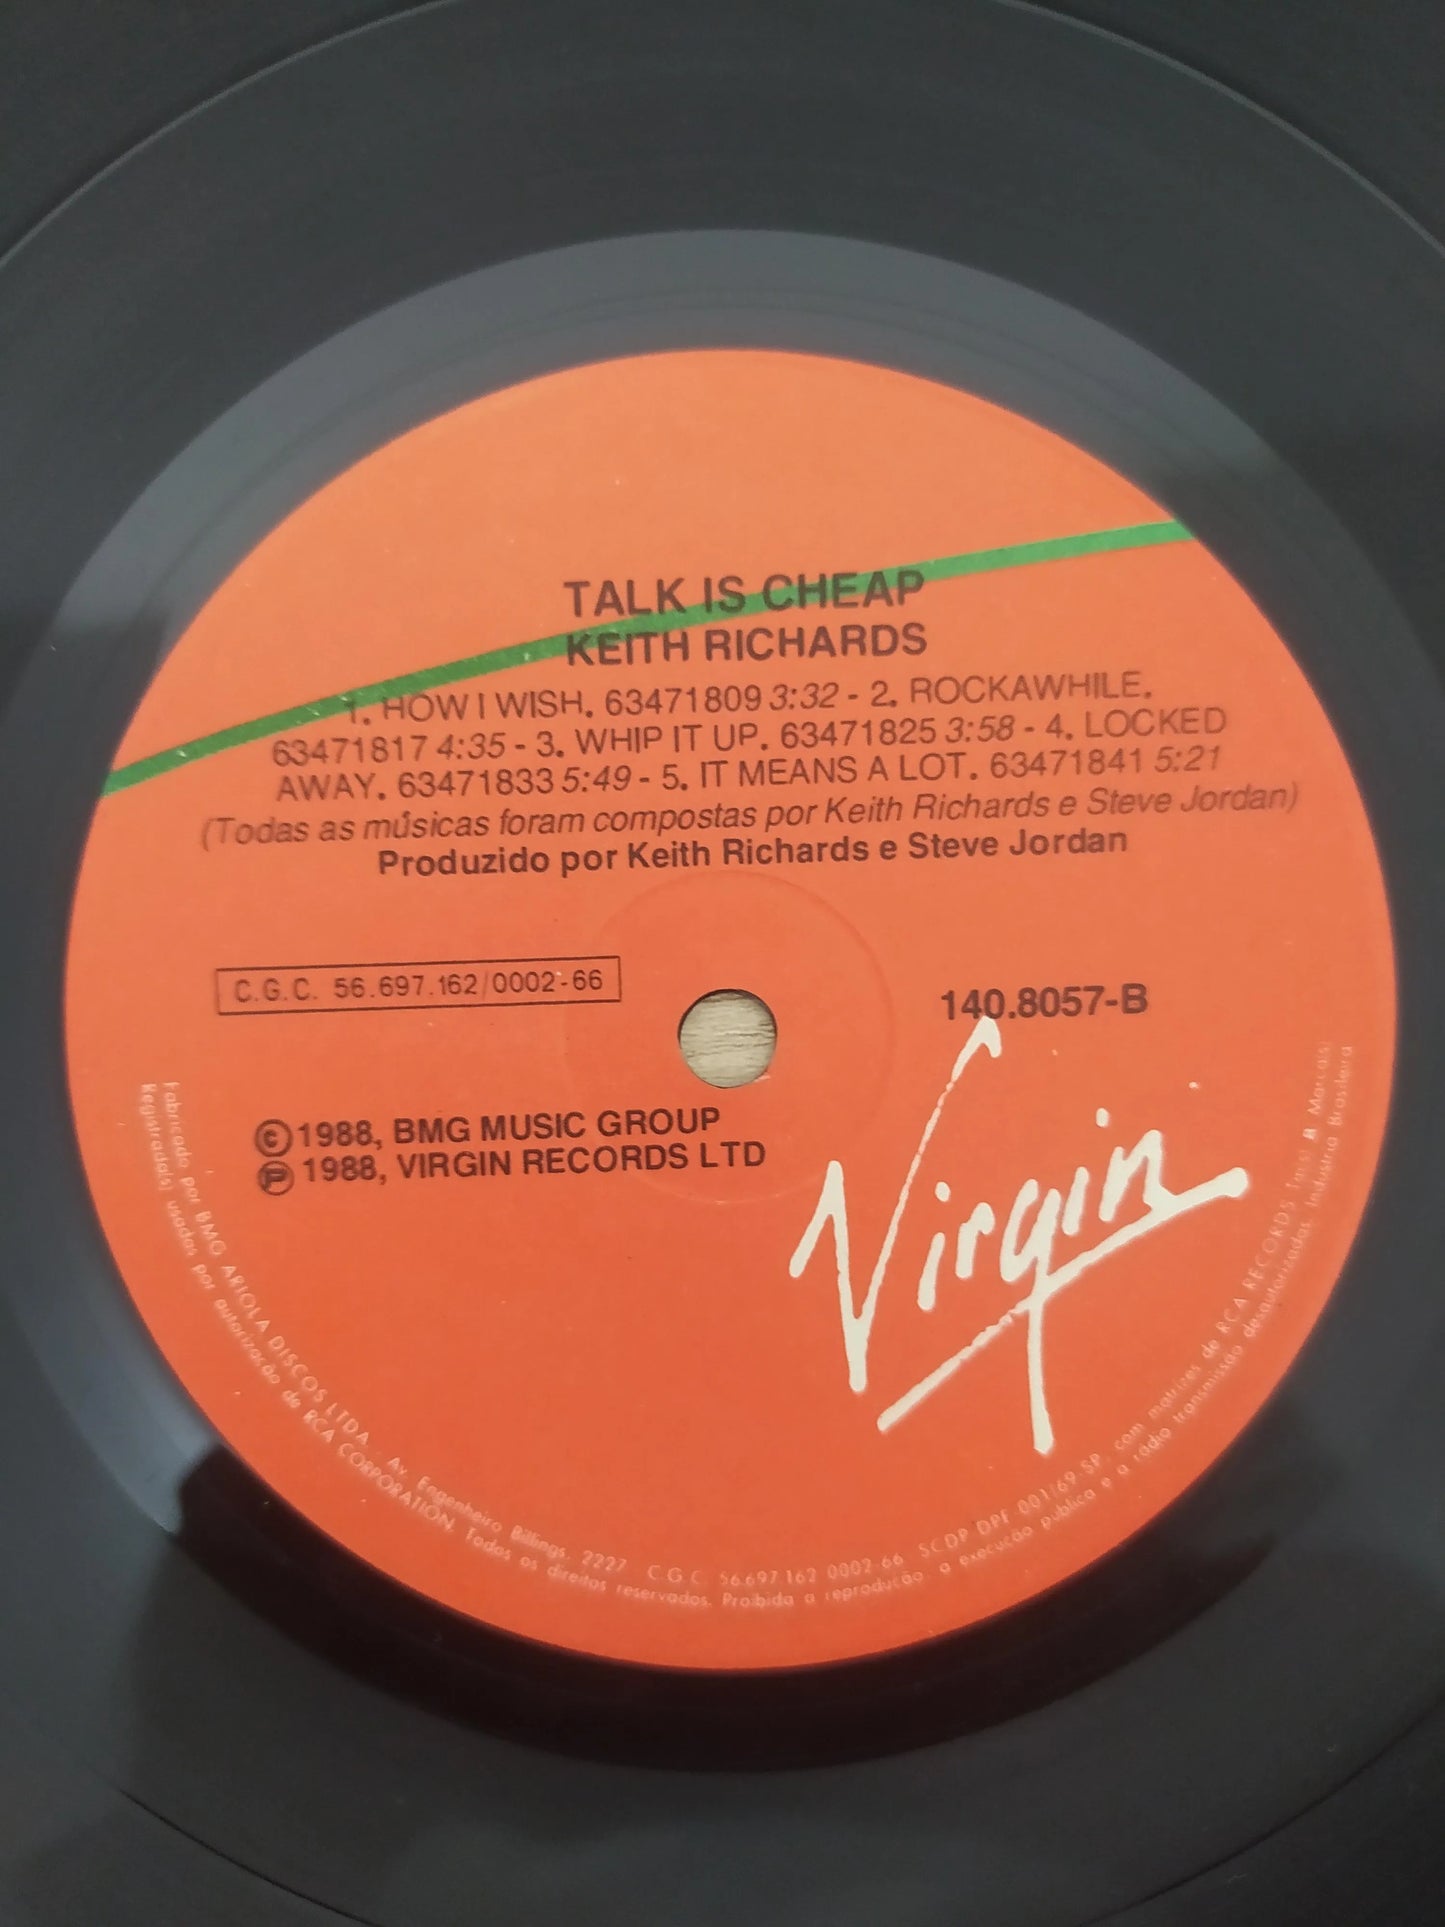 TALK IS CHEAP
KEITH RICHARDS
1. HOW I WISH. 63471809 3:32 - 2. ROCKAWHILE.
63471817 4:35 - 3. WHIP IT UP. 63471825 3:58 - 4. LOCKED
AWAY. 63471833 5:49 - 5. IT MEANS A LOT. 63471841 5:21
(Todas as músicas foram compostas por Keith Richards e Steve Jordan)
Produzido por Keith Richards e Steve Jordan
C.G.C. 56.697.162/0002-66
140.8057-B
©1988, BMG MUSIC GROUP
℗ 1988, VIRGIN RECORDS LTD
Virgin
Fabricado por BMG ARIOLA DISCOS LTDA. Av. Engenheiro Billings, 2227 C.G.C. 56.697.162 0002-66 SCDP DPF 001/69-SP, com matrizes de RCA RECORDS Marca(s)
Registrada(s) usadas por autorização de RCA CORPORATION. Todos os direitos reservados. Proibida a reprodução, a execução pública e a rádio transmissão desautorizadas. Indústria Brasileira